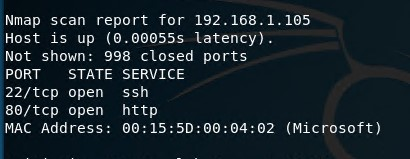 Nmap scan report for 192.168.1.105
Host is up (0.00055s latency).
Not shown: 998 closed ports
PORT   STATE SERVICE
22/tcp open  ssh
80/tcp open  http
MAC Address: 00:15:5D:00:04:02 (Microsoft)